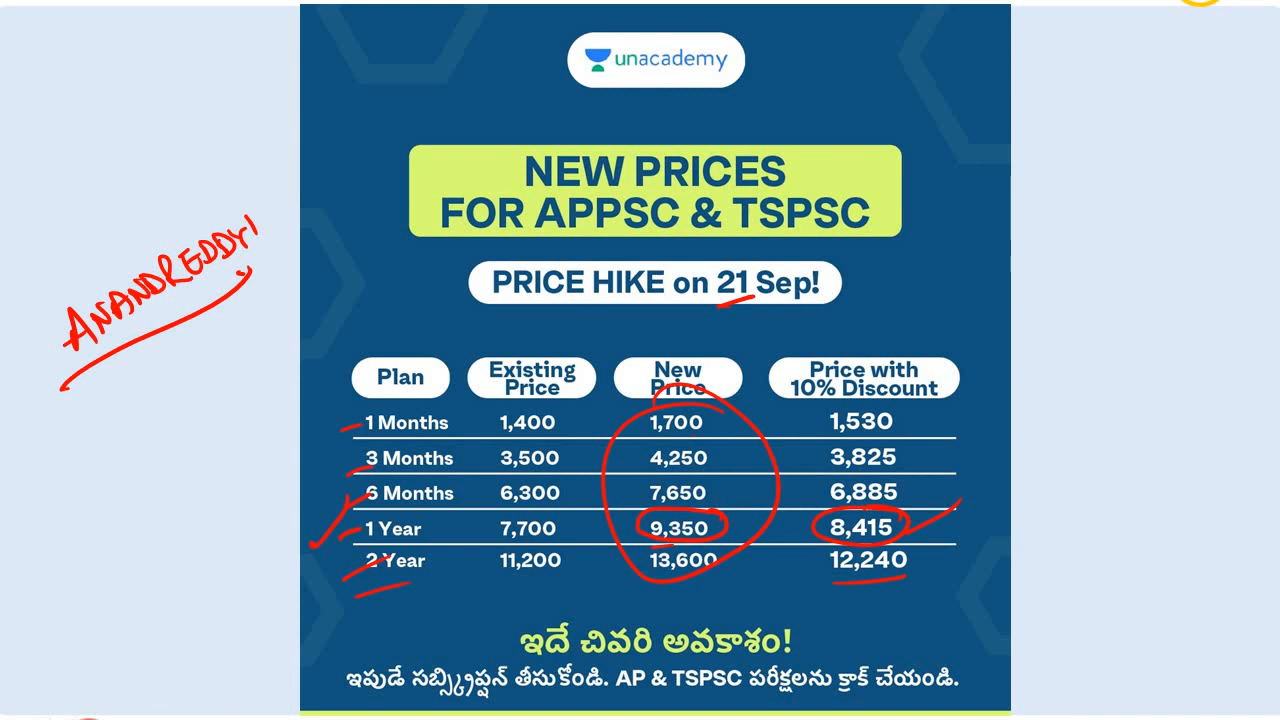 unacademy
NEW PRICES
FOR APPSC & TSPSC
PRICE HIKE on 21 Sep!
ANANDREDDY1
Plan Existing Price New Price Price with 10% Discount
1 Months 1,400 1,700 1,530
3 Months 3,500 4,250 3,825
6 Months 6,300 7,650 6,885
1 Year 7,700 9,350 8,415
2 Year 11,200 13,600 12,240
ఇదే చివరి అవకాశం!
ఇపుడే సబ్స్క్రిప్షన్ తీసుకోండి. AP & TSPSC పరీక్షలను క్రాక్ చేయండి.